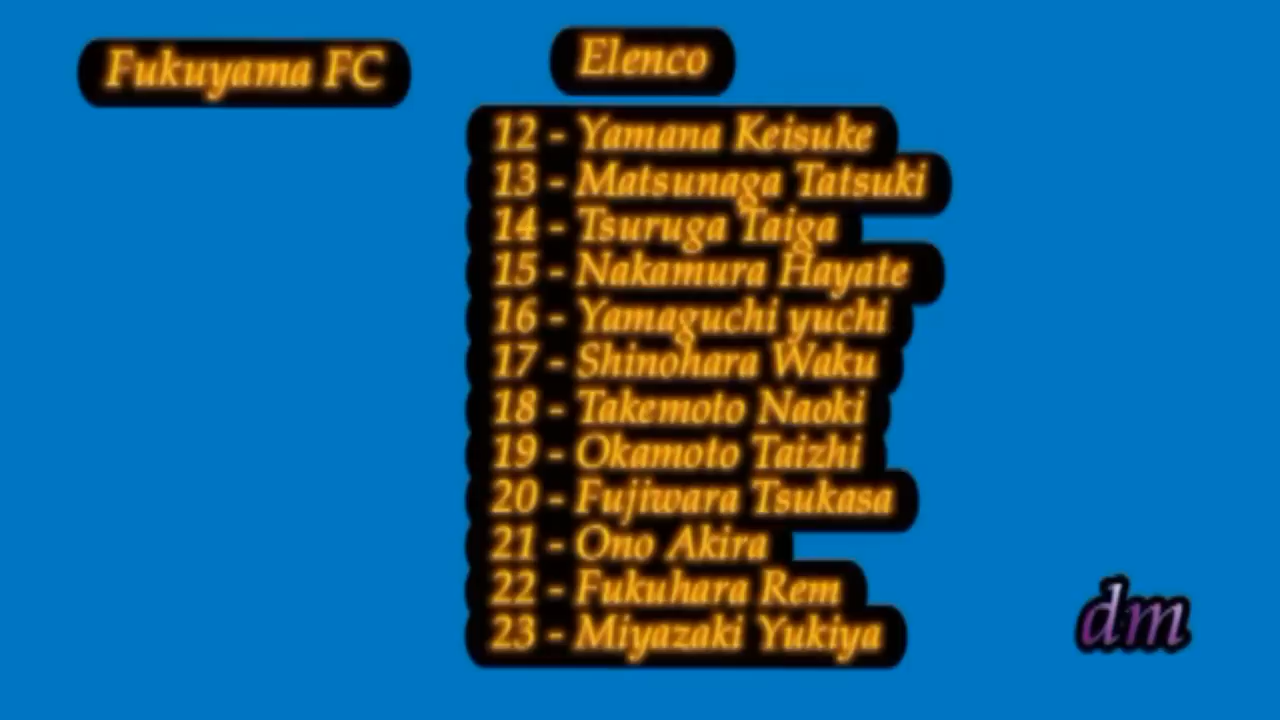 Fukuyama FC
Elenco
12 - Yamana Keisuke
13 - Matsunaga Tatsuki
14 - Tsuruga Taiga
15 - Nakamura Hayate
16 - Yamaguchi yuchi
17 - Shinohara Waku
18 - Takemoto Naoki
19 - Okamoto Taizhi
20 - Fujiwara Tsukasa
21 - Ono Akira
22 - Fukuhara Rem
23 - Miyazaki Yukiya
dm